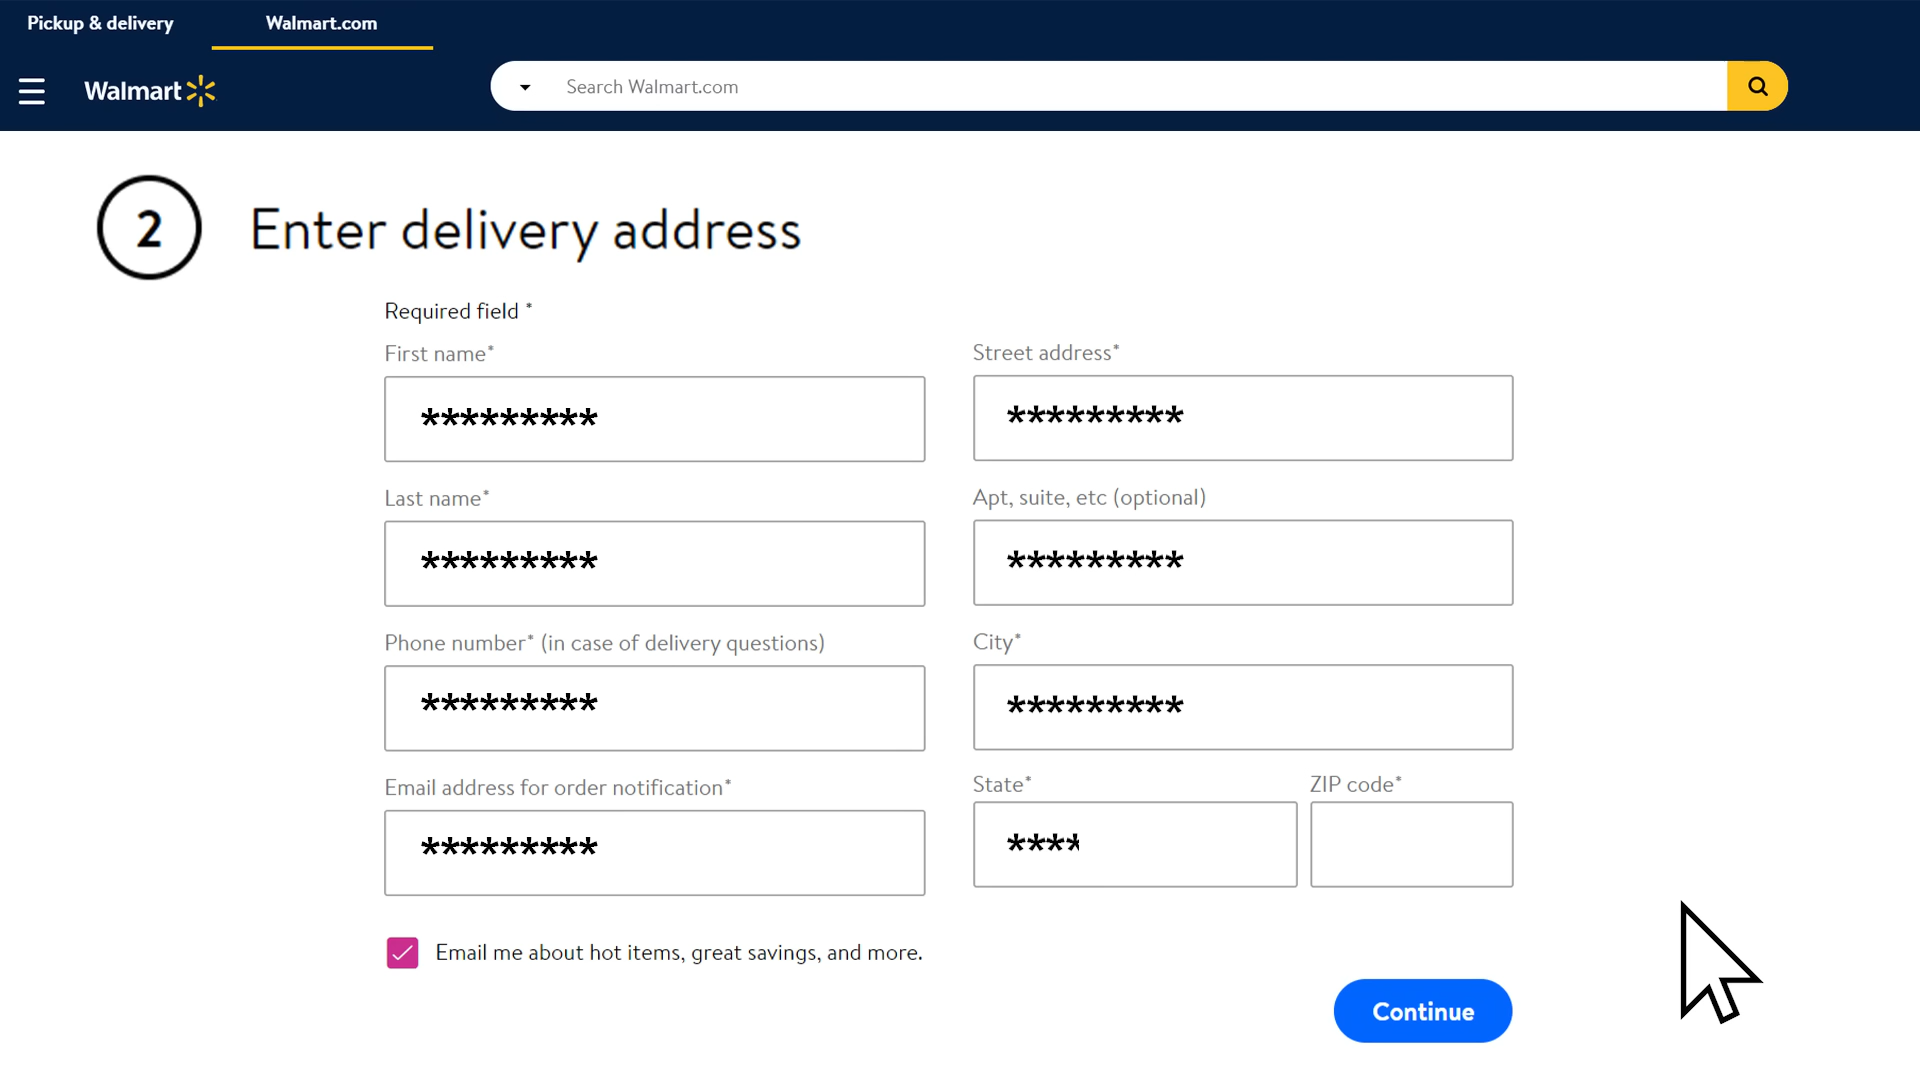 Pickup & delivery
Walmart.com
Walmart
Search Walmart.com
2
Enter delivery address
Required field *
First name*
*********
Last name*
*********
Phone number* (in case of delivery questions)
*********
Email address for order notification*
*********
Street address*
*********
Apt, suite, etc (optional)
*********
City*
*********
State*
****
ZIP code*
Email me about hot items, great savings, and more.
Continue